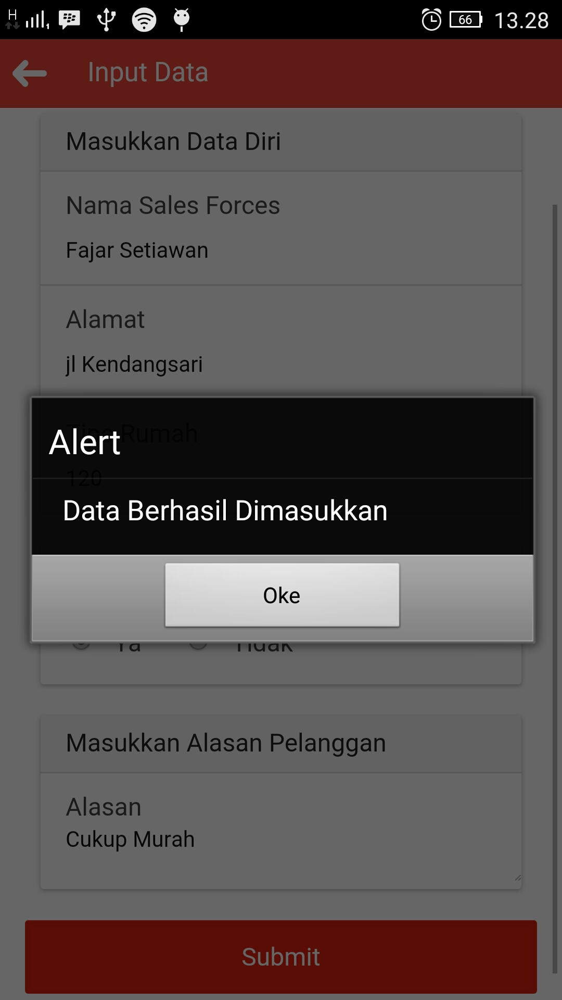 H
66
13.28
Input Data
Masukkan Data Diri
Nama Sales Forces
Fajar Setiawan
Alamat
jl Kendangsari
Tipe Rumah
Alert
120
Data Berhasil Dimasukkan
Oke
Ya Tidak
Masukkan Alasan Pelanggan
Alasan
Cukup Murah
Submit